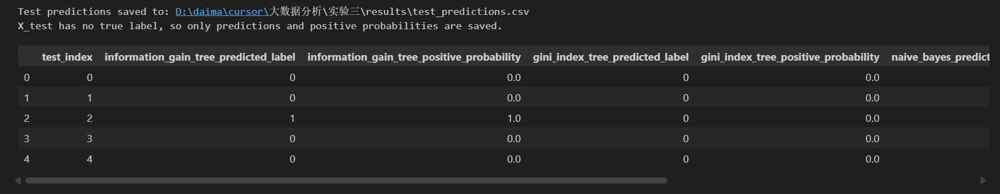 Test predictions saved to: D:\daima\cursor\大数据分析\实验三\results\test_predictions.csv
X_test has no true label, so only predictions and positive probabilities are saved.
test_index information_gain_tree_predicted_label information_gain_tree_positive_probability gini_index_tree_predicted_label gini_index_tree_positive_probability naive_bayes_predict
0 0 0 0.0 0 0.0
1 1 0 0.0 0 0.0
2 2 1 1.0 0 0.0
3 3 0 0.0 0 0.0
4 4 0 0.0 0 0.0